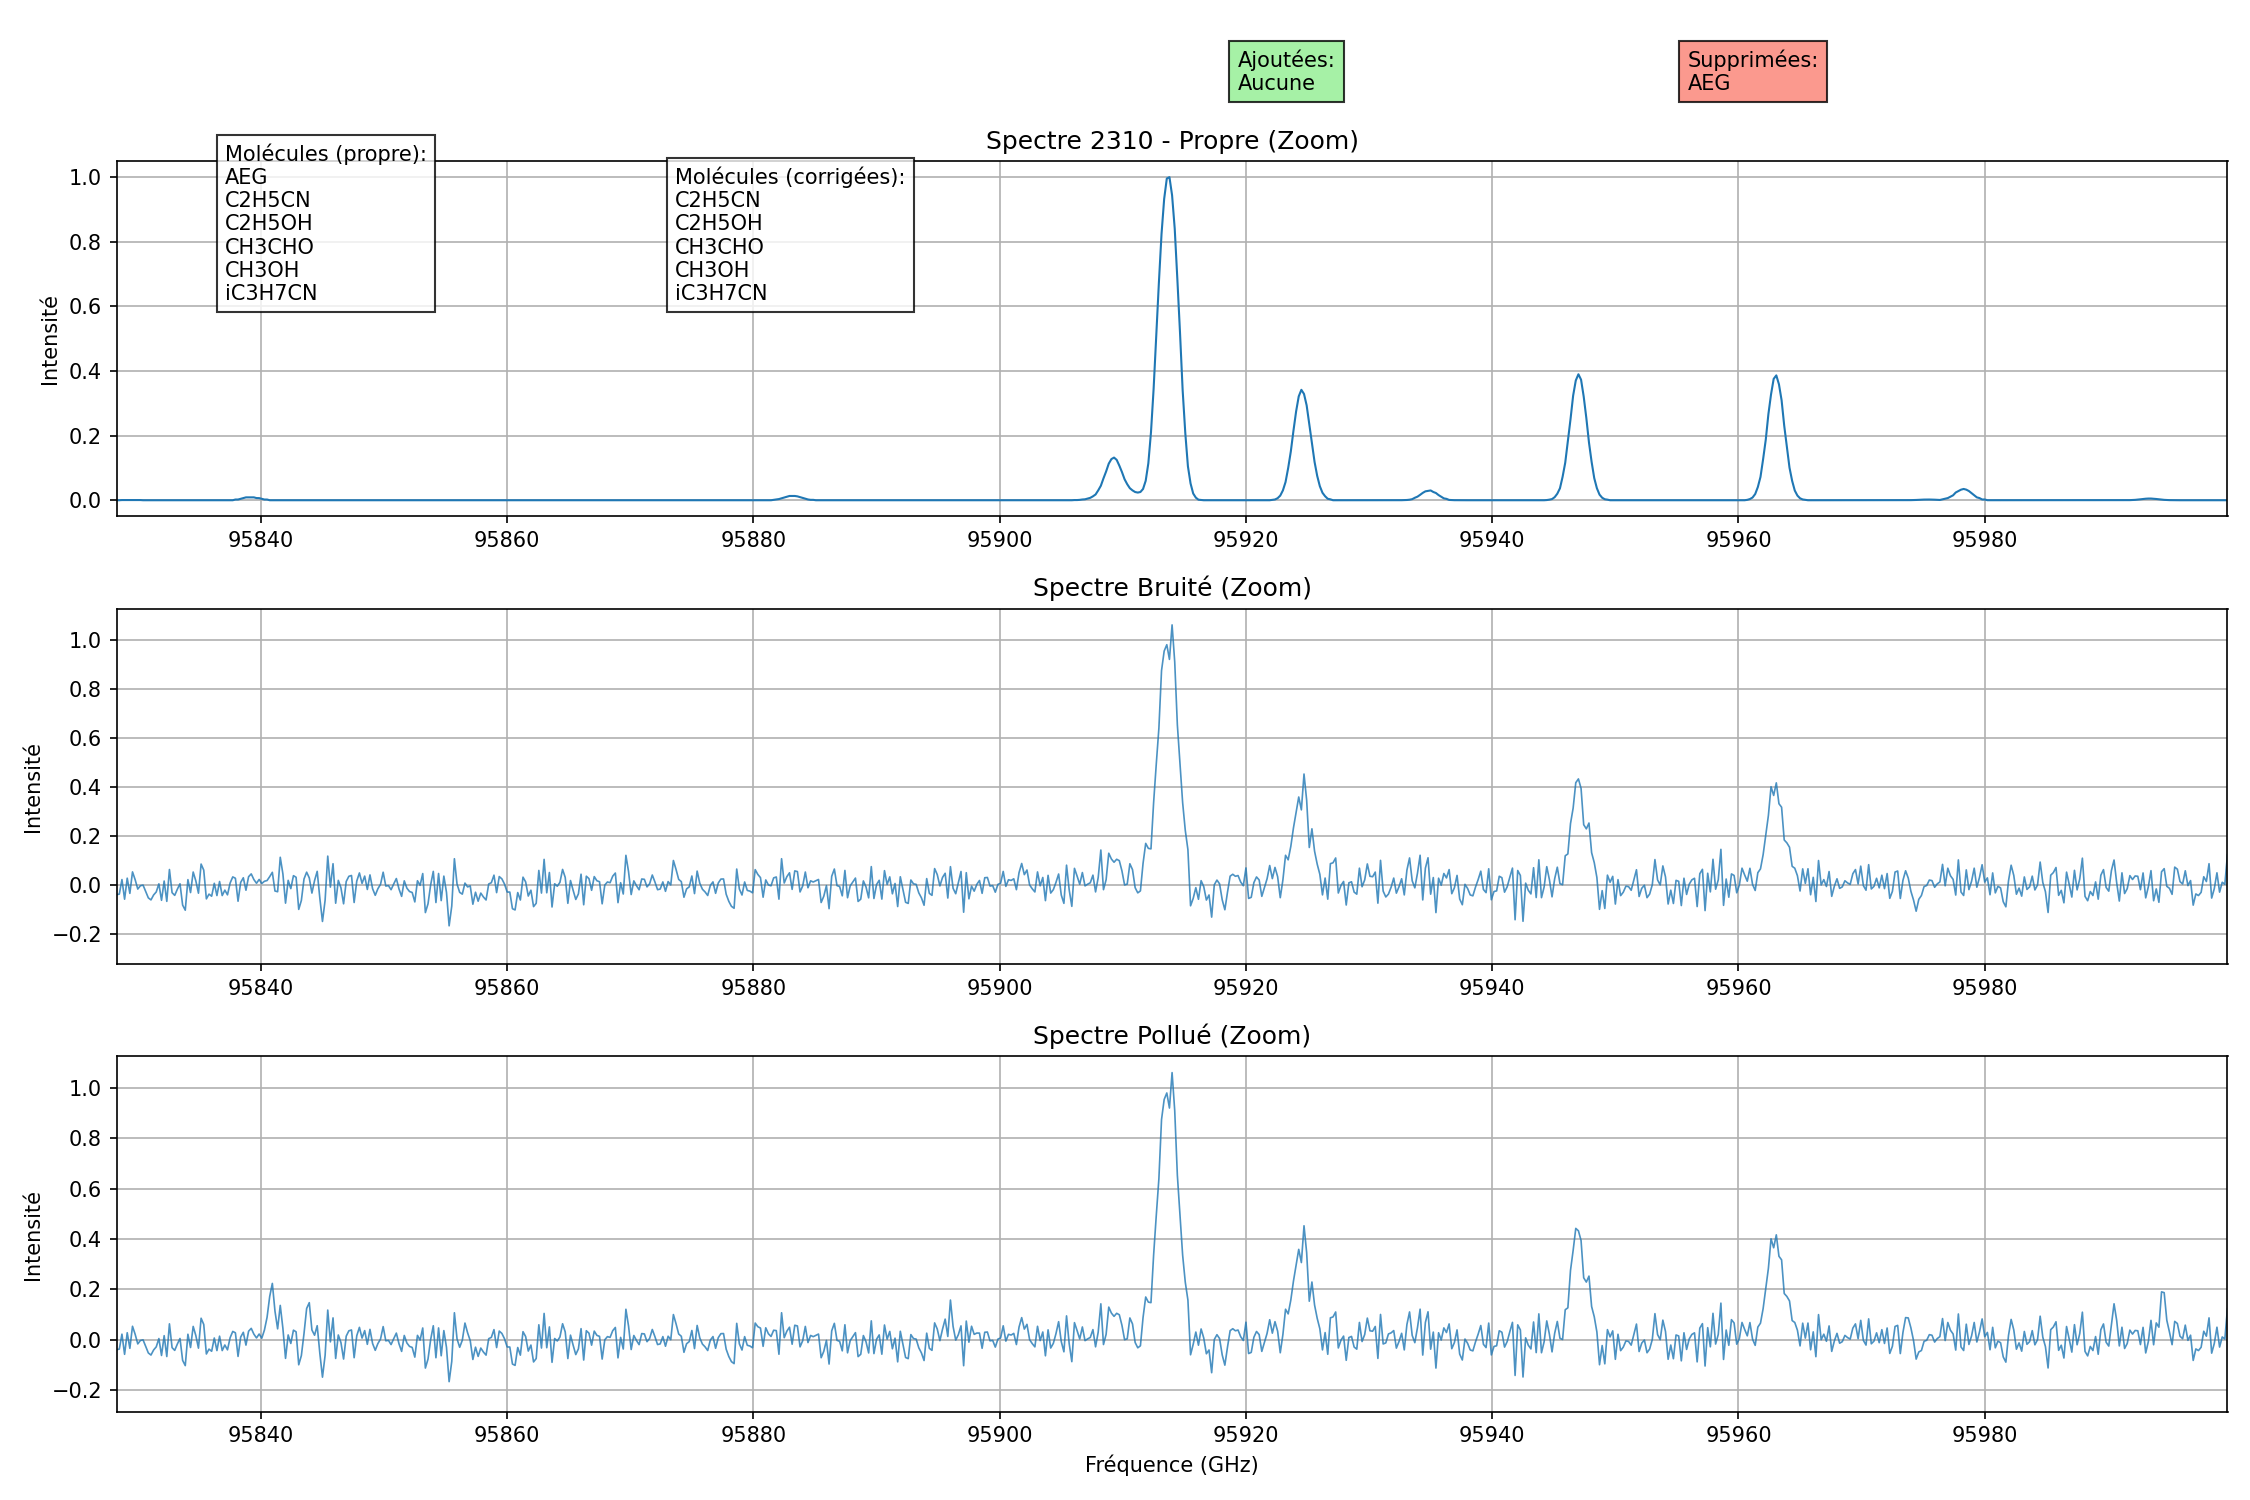 Ajoutées:
Aucune
Supprimées:
AEG
Spectre 2310 - Propre (Zoom)
Molécules (propre):
AEG
C2H5CN
C2H5OH
CH3CHO
CH3OH
iC3H7CN
Molécules (corrigées):
C2H5CN
C2H5OH
CH3CHO
CH3OH
iC3H7CN
Intensité
1.0
0.8
0.6
0.4
0.2
0.0
95840 95860 95880 95900 95920 95940 95960 95980
Spectre Bruité (Zoom)
Intensité
1.0
0.8
0.6
0.4
0.2
0.0
−0.2
95840 95860 95880 95900 95920 95940 95960 95980
Spectre Pollué (Zoom)
Intensité
1.0
0.8
0.6
0.4
0.2
0.0
−0.2
95840 95860 95880 95900 95920 95940 95960 95980
Fréquence (GHz)